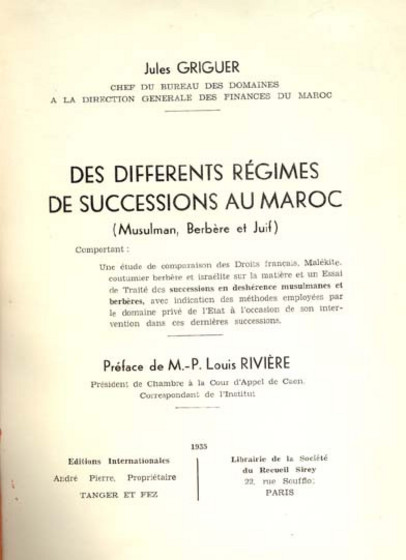 Jules GRIGUER
CHEF DU BUREAU DES DOMAINES
A LA DIRECTION GENERALE DES FINANCES DU MAROC
DES DIFFERENTS RÉGIMES
DE SUCCESSIONS AU MAROC
(Musulman, Berbère et Juif)
Comportant :
Une étude de comparaison des Droits français, Malékite,
coutumier berbère et israélite sur la matière et un Essai
de Traité des successions en deshérence musulmanes et
berbères, avec indication des méthodes employées par
le domaine privé de l'Etat à l'occasion de son inter-
vention dans ces dernières successions.
Préface de M.-P. Louis RIVIÈRE
Président de Chambre à la Cour d'Appel de Caen,
Correspondant de l'Institut
1935
Editions Internationales
André Pierre, Propriétaire
TANGER ET FEZ
Librairie de la Société
du Recueil Sirey
22, rue Soufflot
PARIS